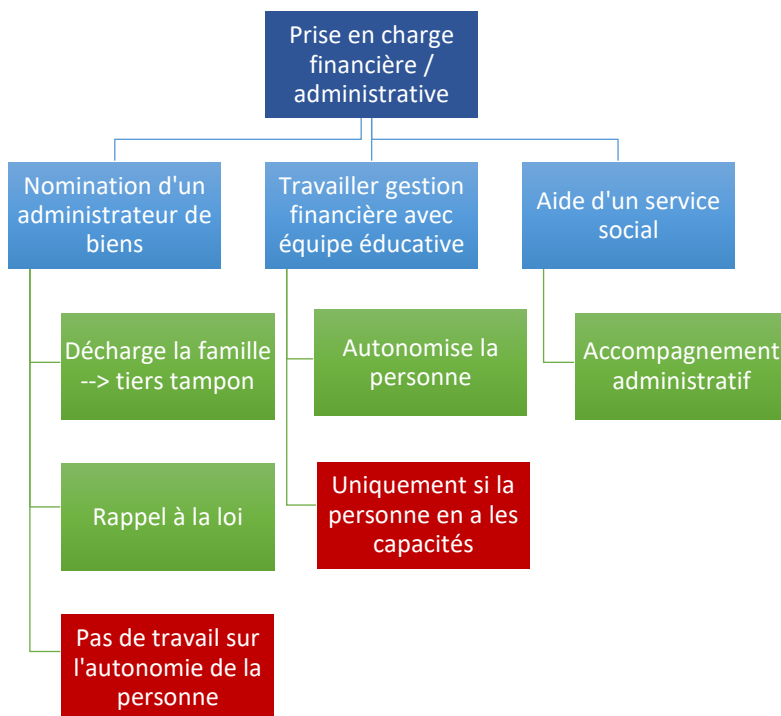 Prise en charge
financière /
administrative
Nomination d'un
administrateur de
biens
Travailler gestion
financière avec
équipe éducative
Aide d'un service
social
Décharge la famille
--> tiers tampon
Autonomise la
personne
Accompagnement
administratif
Rappel à la loi
Uniquement si la
personne en a les
capacités
Pas de travail sur
l'autonomie de la
personne